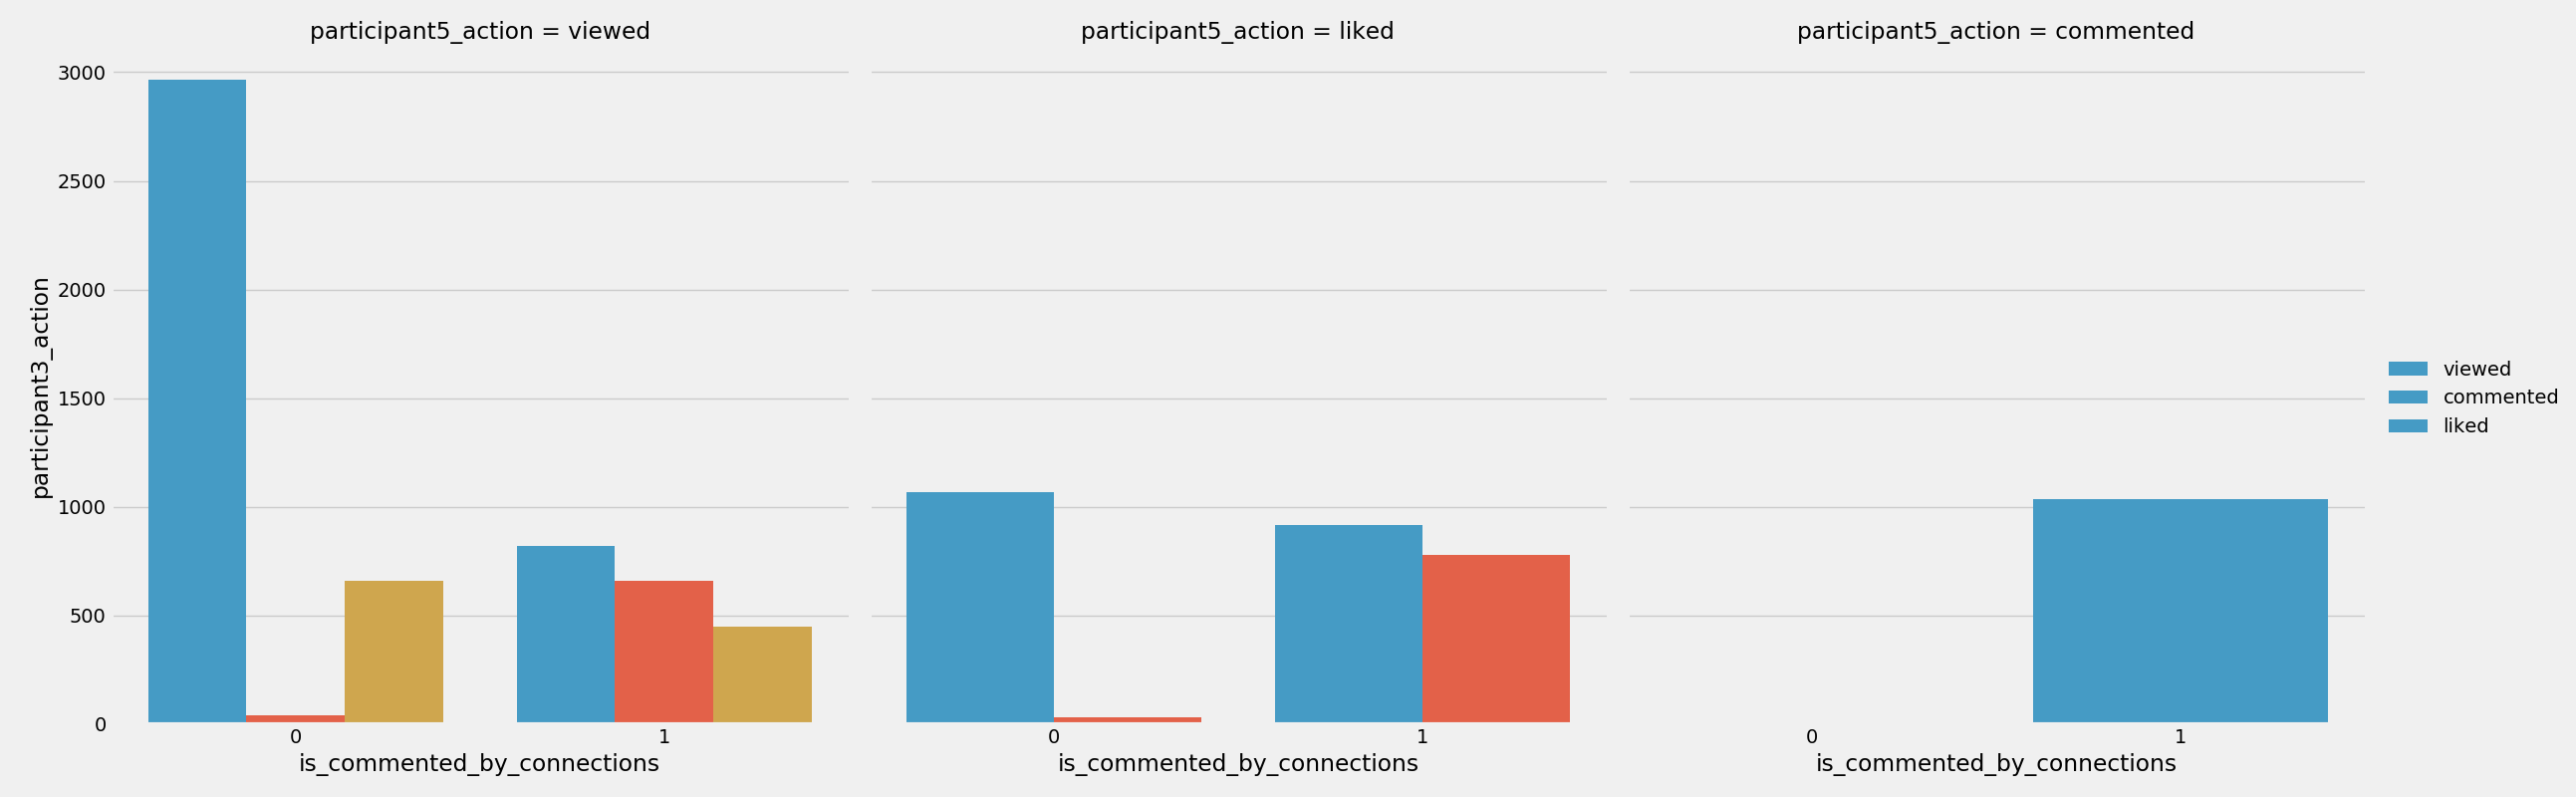 participant5_action = viewed
participant5_action = liked
participant5_action = commented
participant3_action
3000
2500
2000
1500
1000
500
0
0
1
0
1
0
1
is_commented_by_connections
is_commented_by_connections
is_commented_by_connections
viewed
commented
liked